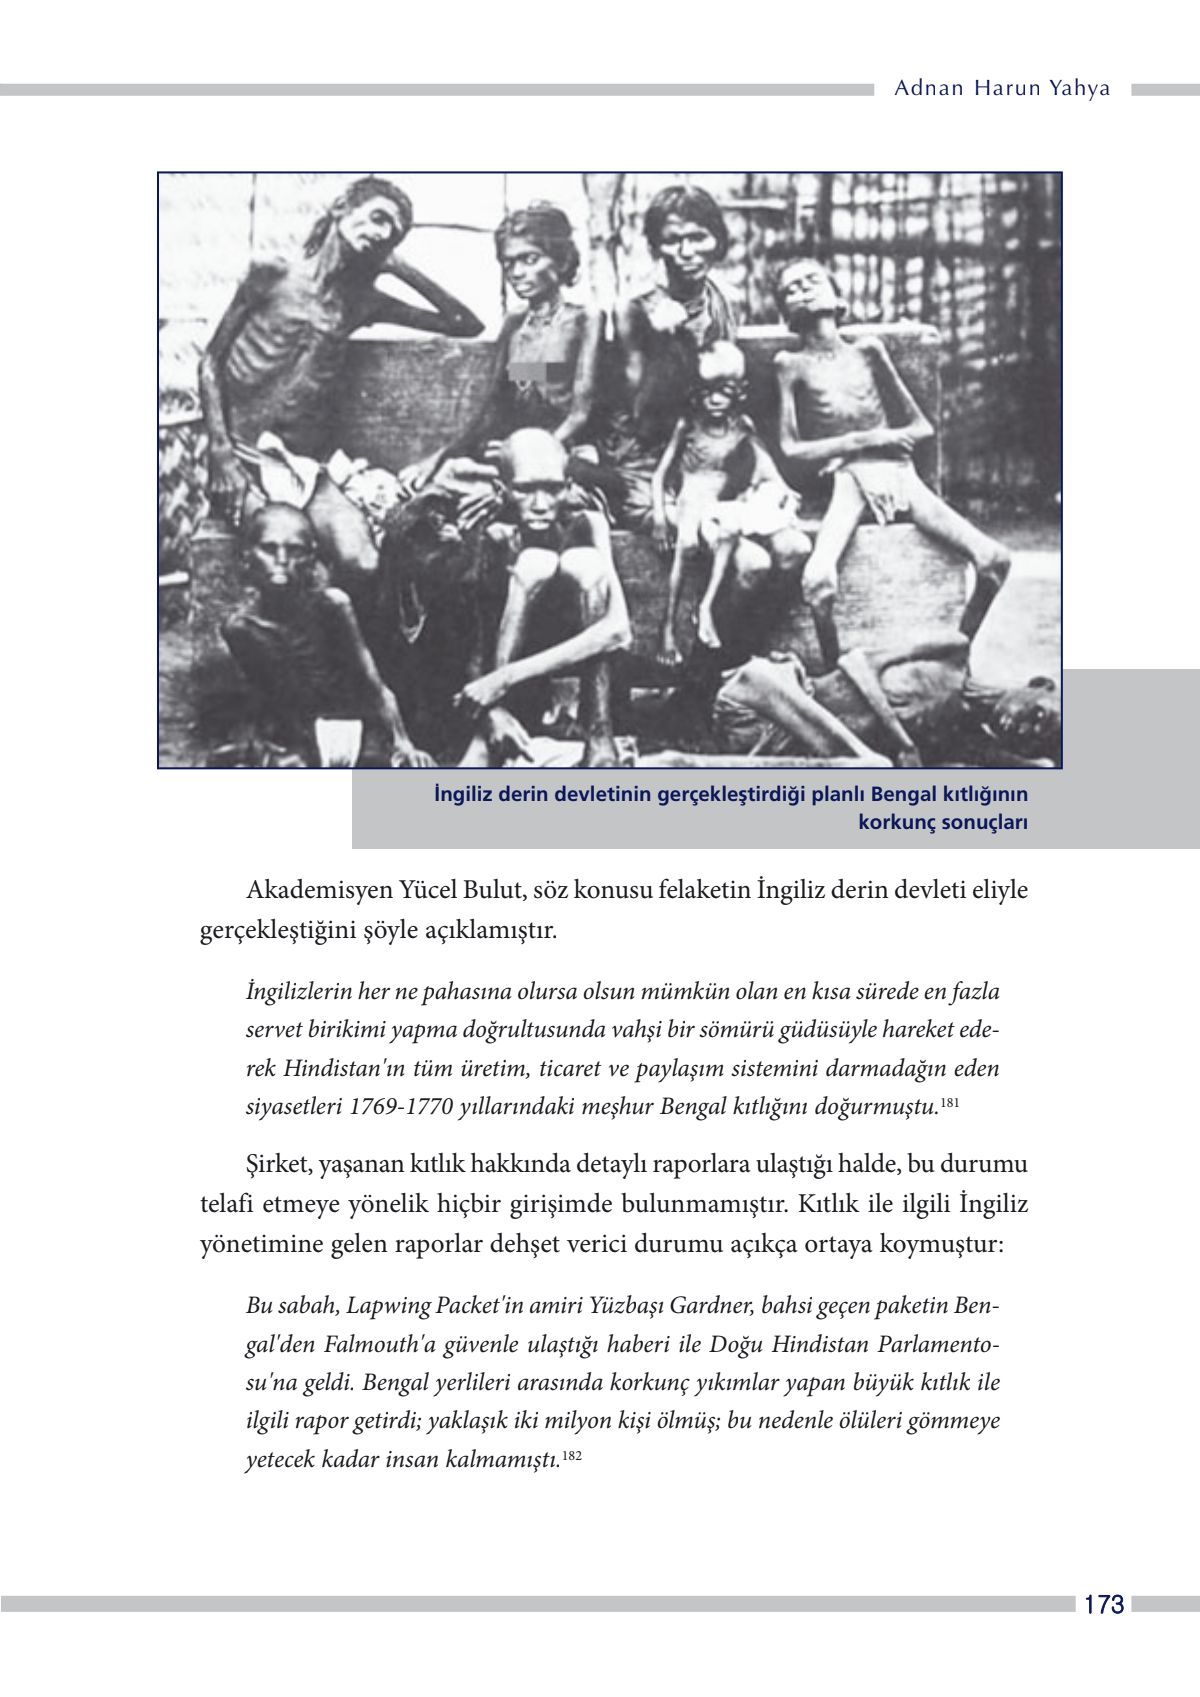 Adnan Harun Yahya
İngiliz derin devletinin gerçekleştirdiği planlı Bengal kıtlığının
korkunç sonuçları
Akademisyen Yücel Bulut, söz konusu felaketin İngiliz derin devleti eliyle
gerçekleştiğini şöyle açıklamıştır.
İngilizlerin her ne pahasına olursa olsun mümkün olan en kısa sürede en fazla
servet birikimi yapma doğrultusunda vahşi bir sömürü güdüsüyle hareket ede-
rek Hindistan'ın tüm üretim, ticaret ve paylaşım sistemini darmadağın eden
siyasetleri 1769-1770 yıllarındaki meşhur Bengal kıtlığını doğurmuştu.181
Şirket, yaşanan kıtlık hakkında detaylı raporlara ulaştığı halde, bu durumu
telafi etmeye yönelik hiçbir girişimde bulunmamıştır. Kıtlık ile ilgili İngiliz
yönetimine gelen raporlar dehşet verici durumu açıkça ortaya koymuştur:
Bu sabah, Lapwing Packet'in amiri Yüzbaşı Gardner, bahsi geçen paketin Ben-
gal'den Falmouth'a güvenle ulaştığı haberi ile Doğu Hindistan Parlamento-
su'na geldi. Bengal yerlileri arasında korkunç yıkımlar yapan büyük kıtlık ile
ilgili rapor getirdi; yaklaşık iki milyon kişi ölmüş; bu nedenle ölüleri gömmeye
yetecek kadar insan kalmamıştı.182
173